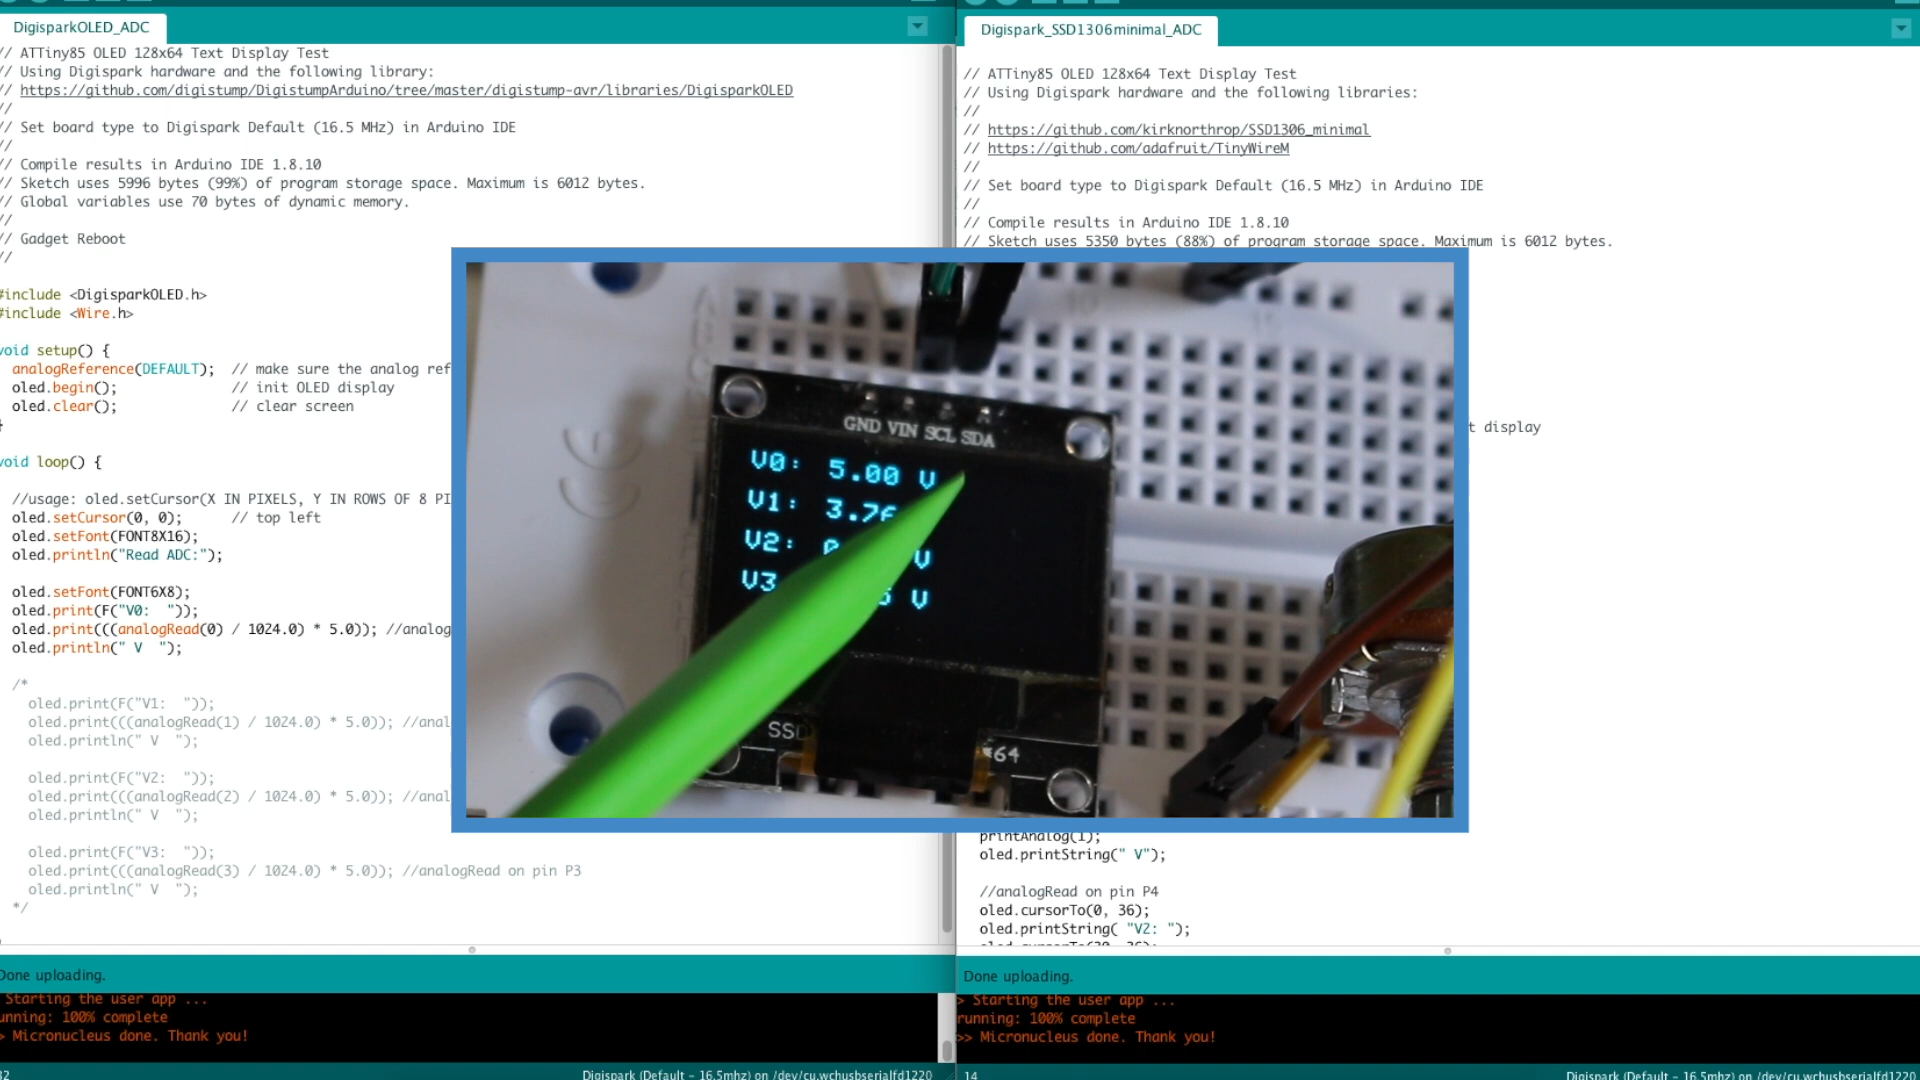 DigisparkOLED_ADC
// ATTiny85 OLED 128x64 Text Display Test
// Using Digispark hardware and the following library:
// https://github.com/digistump/DigistumpArduino/tree/master/digistump-avr/libraries/DigisparkOLED
//
// Set board type to Digispark Default (16.5 MHz) in Arduino IDE
//
// Compile results in Arduino IDE 1.8.10
// Sketch uses 5996 bytes (99%) of program storage space. Maximum is 6012 bytes.
// Global variables use 70 bytes of dynamic memory.
//
// Gadget Reboot
//
#include <DigisparkOLED.h>
#include <Wire.h>
void setup() {
analogReference(DEFAULT); // make sure the analog ref
oled.begin(); // init OLED display
oled.clear(); // clear screen
}
void loop() {
//usage: oled.setCursor(X IN PIXELS, Y IN ROWS OF 8 PI
oled.setCursor(0, 0); // top left
oled.setFont(FONT8X16);
oled.println("Read ADC:");
oled.setFont(FONT6X8);
oled.print(F("V0: "));
oled.print(((analogRead(0) / 1024.0) * 5.0)); //analog
oled.println(" V ");
/*
oled.print(F("V1: "));
oled.print(((analogRead(1) / 1024.0) * 5.0)); //anal
oled.println(" V ");
oled.print(F("V2: "));
oled.print(((analogRead(2) / 1024.0) * 5.0)); //anal
oled.println(" V ");
oled.print(F("V3: "));
oled.print(((analogRead(3) / 1024.0) * 5.0)); //analogRead on pin P3
oled.println(" V ");
*/
Done uploading.
Starting the user app ...
unning: 100% complete
> Micronucleus done. Thank you!
32
Digispark (Default - 16.5mhz) on /dev/cu.wchusbserialfd1220
Digispark_SSD1306minimal_ADC
// ATTiny85 OLED 128x64 Text Display Test
// Using Digispark hardware and the following libraries:
//
// https://github.com/kirknorthrop/SSD1306_minimal
// https://github.com/adafruit/TinyWireM
//
// Set board type to Digispark Default (16.5 MHz) in Arduino IDE
//
// Compile results in Arduino IDE 1.8.10
// Sketch uses 5350 bytes (88%) of program storage space. Maximum is 6012 bytes.
t display
printAnalog(1);
oled.printString(" V");
//analogRead on pin P4
oled.cursorTo(0, 36);
oled.printString( "V2: ");
oled.cursorTo(30, 36);
Done uploading.
> Starting the user app ...
running: 100% complete
>> Micronucleus done. Thank you!
14
Digispark (Default - 16.5mhz) on /dev/cu.wchusbserialfd1220
GND VIN SCL SDA
V0: 5.00 V
V1: 3.76
V2: V
V3 V
SSD
*64